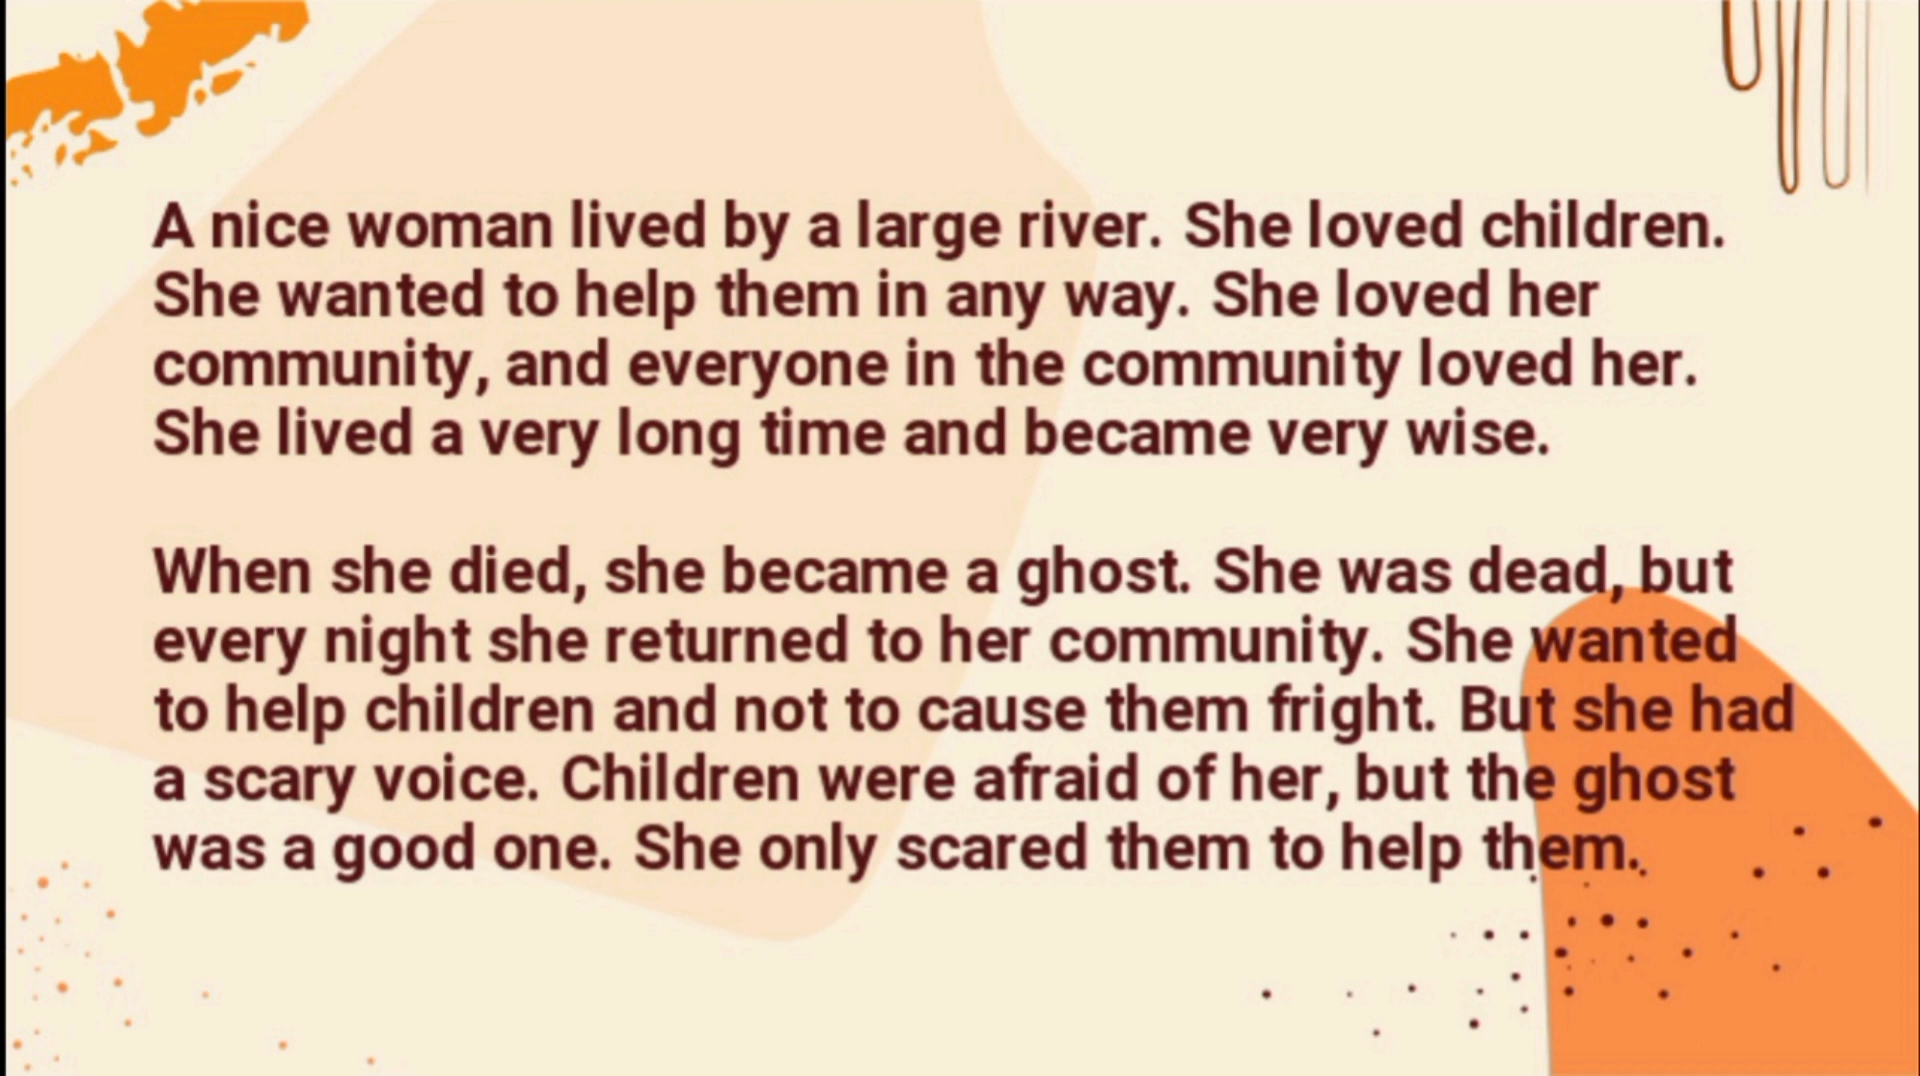 A nice woman lived by a large river. She loved children.
She wanted to help them in any way. She loved her
community, and everyone in the community loved her.
She lived a very long time and became very wise.
When she died, she became a ghost. She was dead, but
every night she returned to her community. She wanted
to help children and not to cause them fright. But she had
a scary voice. Children were afraid of her, but the ghost
was a good one. She only scared them to help them.